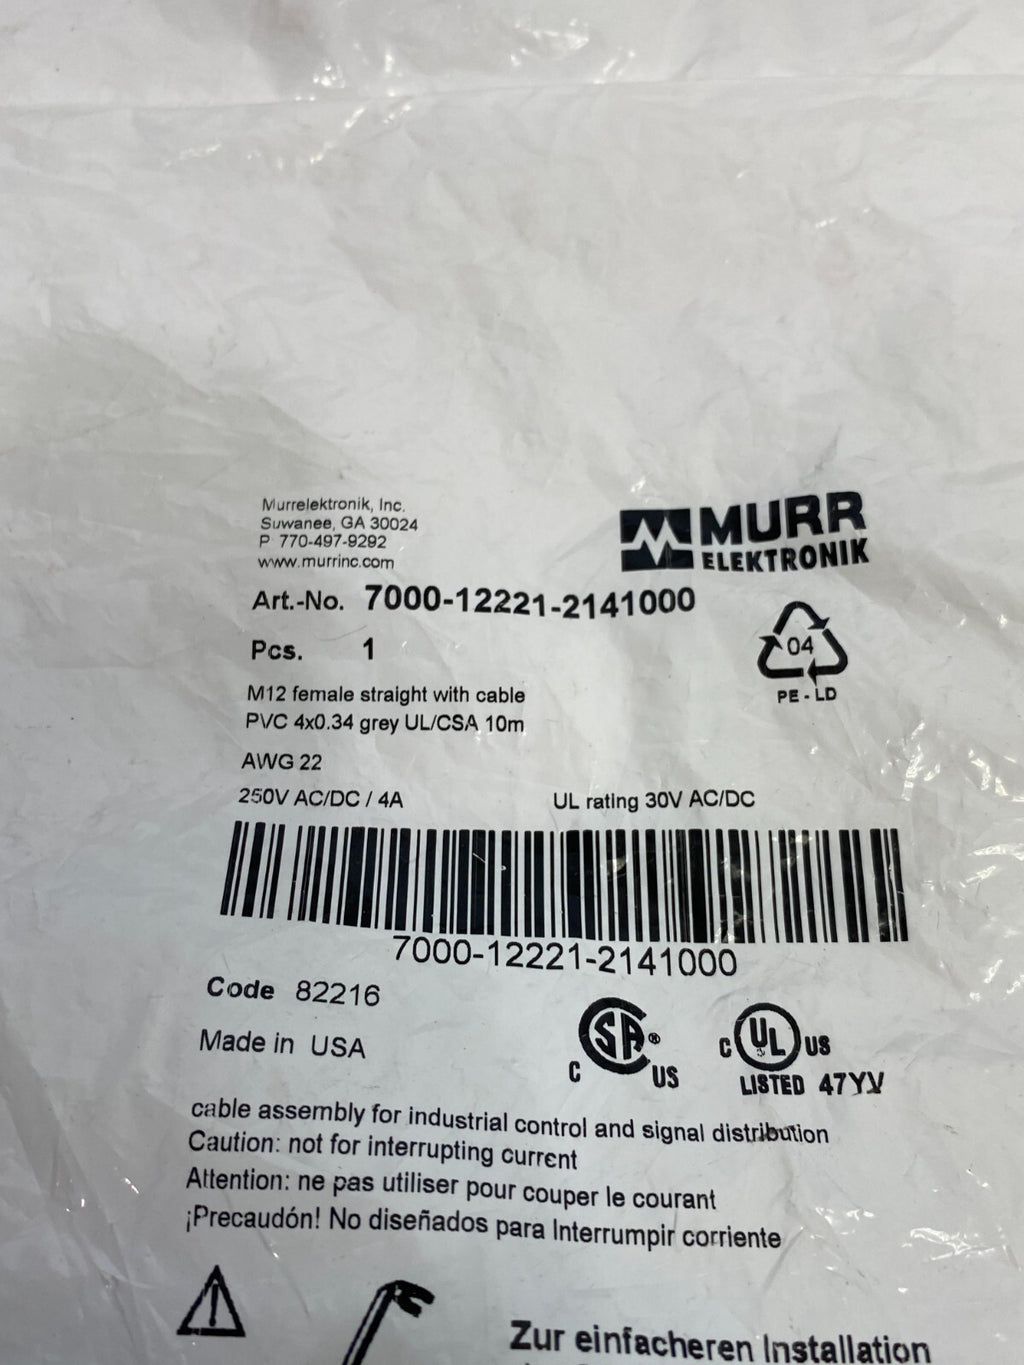 Murrelektronik, Inc.
Suwanee, GA 30024
P 770-497-9292
www.murrinc.com
MURR
ELEKTRONIK
Art.-No. 7000-12221-2141000
Pcs. 1
04
PE-LD
M12 female straight with cable
PVC 4x0.34 grey UL/CSA 10m
AWG 22
250V AC/DC / 4A UL rating 30V AC/DC
7000-12221-2141000
Code 82216
Made in USA
C SA® US
C UL US
LISTED 47YV
cable assembly for industrial control and signal distribution
Caution: not for interrupting current
Attention: ne pas utiliser pour couper le courant
¡Precaudón! No diseñados para Interrumpir corriente
Zur einfacheren Installation